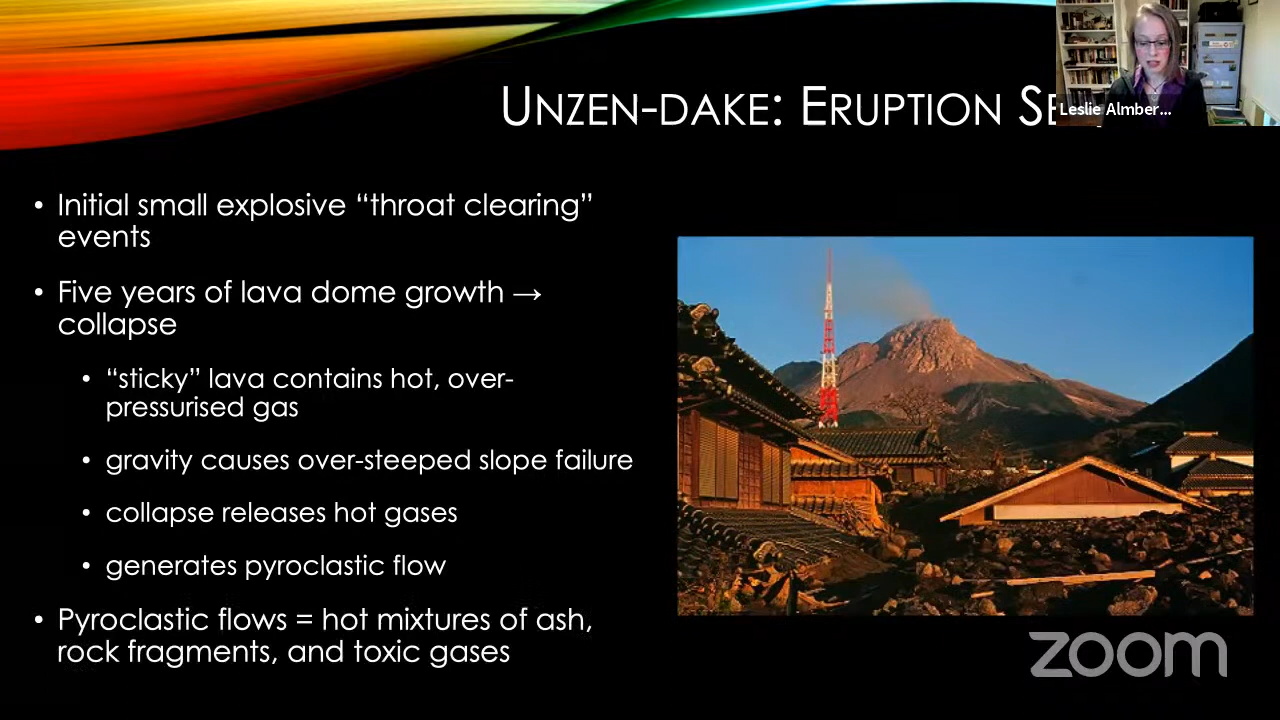 UNZEN-DAKE: ERUPTION
Leslie Almber...
• Initial small explosive “throat clearing”
events
• Five years of lava dome growth →
collapse
• “sticky” lava contains hot, over-
pressurised gas
• gravity causes over-steeped slope failure
• collapse releases hot gases
• generates pyroclastic flow
• Pyroclastic flows = hot mixtures of ash,
rock fragments, and toxic gases
zoom